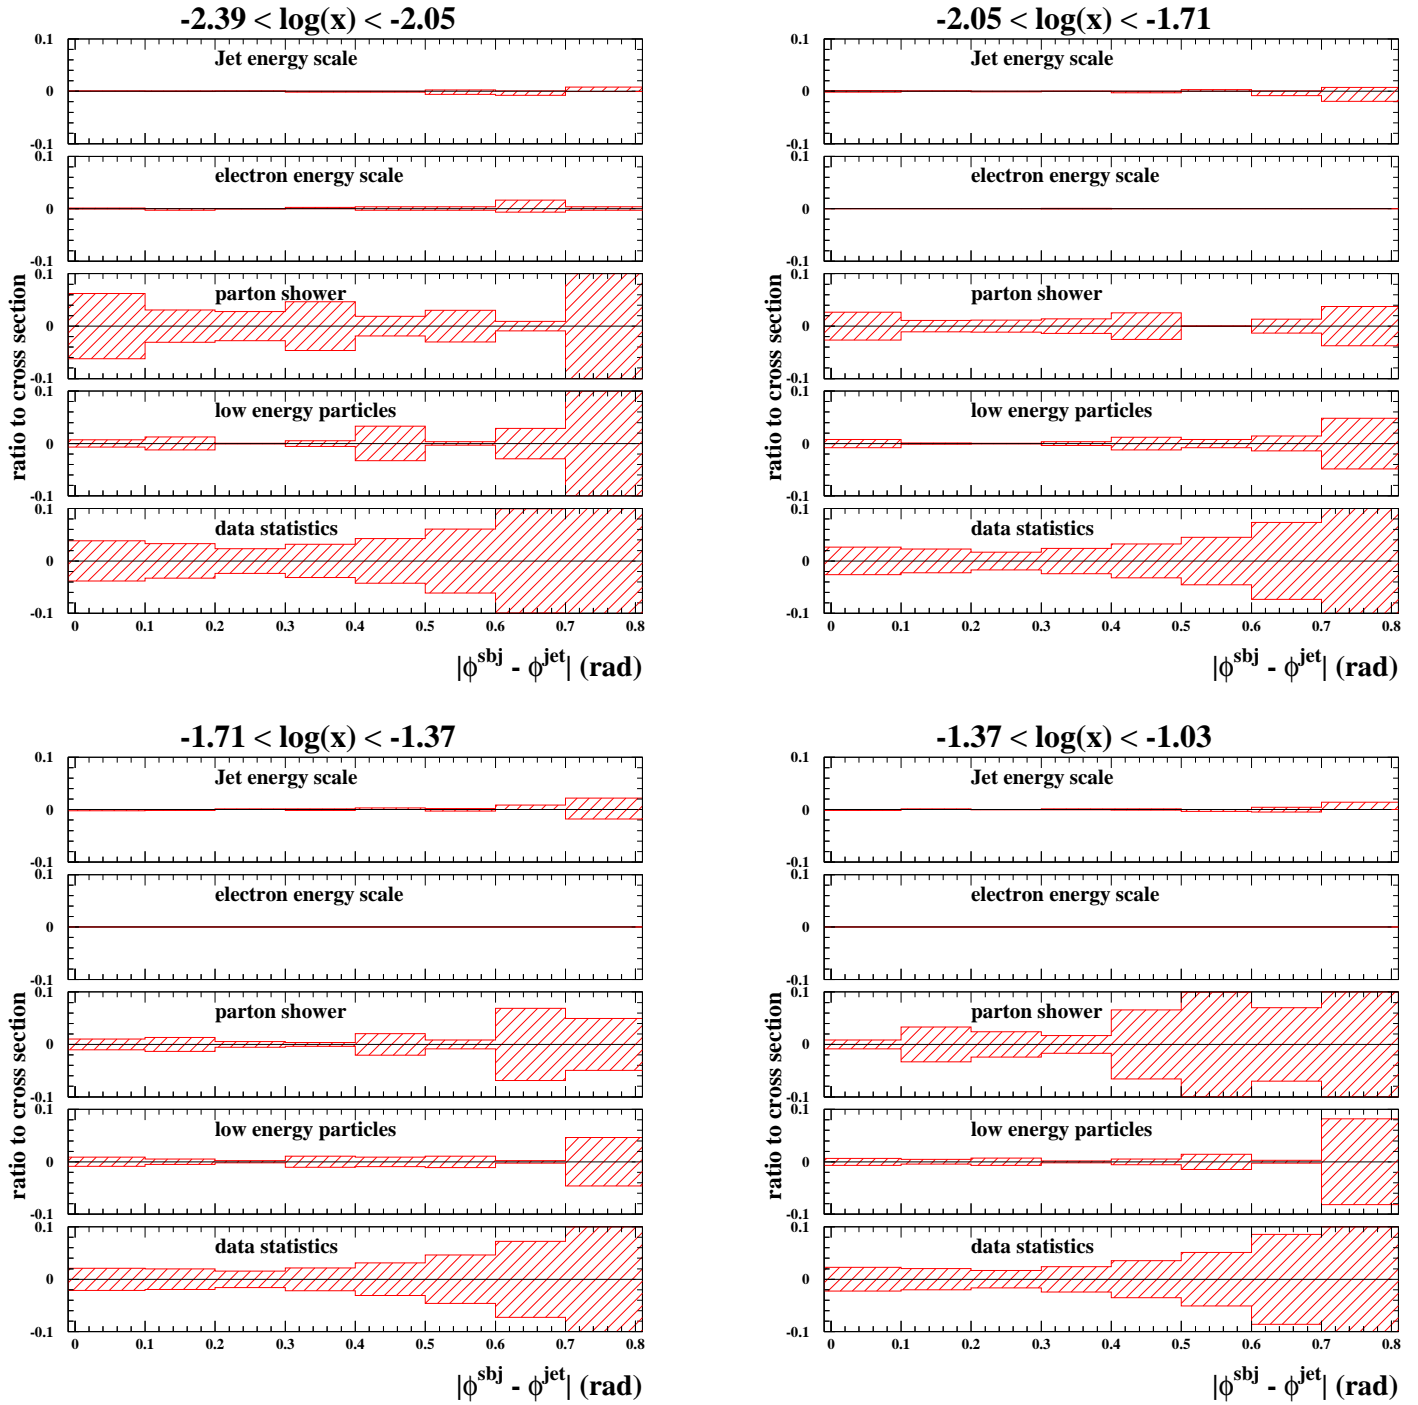 -2.39 < log(x) < -2.05
0.1
Jet energy scale
0
-0.1
0.1
electron energy scale
0
-0.1
0.1
parton shower
0
-0.1
0.1
low energy particles
0
-0.1
0.1
data statistics
0
-0.1
0 0.1 0.2 0.3 0.4 0.5 0.6 0.7 0.8
ratio to cross section
|ϕ^sbj - ϕ^jet| (rad)
-2.05 < log(x) < -1.71
0.1
Jet energy scale
0
-0.1
0.1
electron energy scale
0
-0.1
0.1
parton shower
0
-0.1
0.1
low energy particles
0
-0.1
0.1
data statistics
0
-0.1
0 0.1 0.2 0.3 0.4 0.5 0.6 0.7 0.8
ratio to cross section
|ϕ^sbj - ϕ^jet| (rad)
-1.71 < log(x) < -1.37
0.1
Jet energy scale
0
-0.1
0.1
electron energy scale
0
-0.1
0.1
parton shower
0
-0.1
0.1
low energy particles
0
-0.1
0.1
data statistics
0
-0.1
0 0.1 0.2 0.3 0.4 0.5 0.6 0.7 0.8
ratio to cross section
|ϕ^sbj - ϕ^jet| (rad)
-1.37 < log(x) < -1.03
0.1
Jet energy scale
0
-0.1
0.1
electron energy scale
0
-0.1
0.1
parton shower
0
-0.1
0.1
low energy particles
0
-0.1
0.1
data statistics
0
-0.1
0 0.1 0.2 0.3 0.4 0.5 0.6 0.7 0.8
ratio to cross section
|ϕ^sbj - ϕ^jet| (rad)